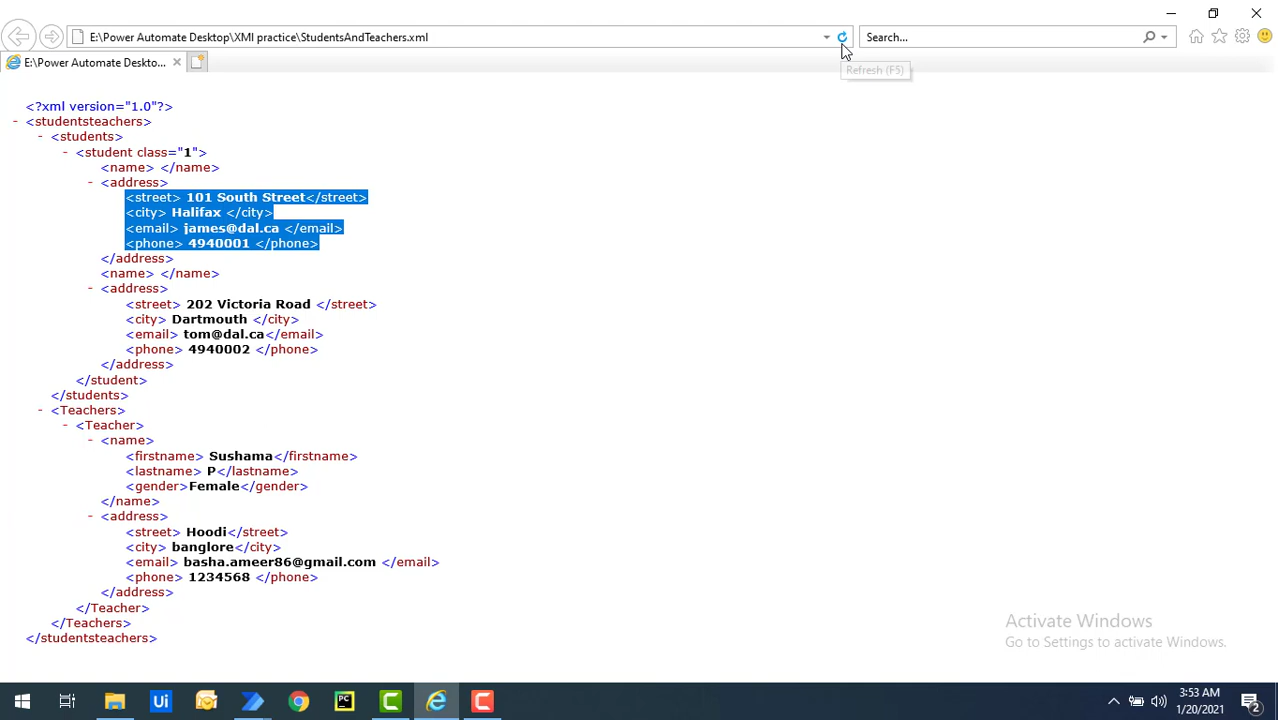 E:\Power Automate Desktop\XMl practice\StudentsAndTeachers.xml
Search...
E:\Power Automate Deskto...
Refresh (F5)
<?xml version="1.0"?>
- <studentsteachers>
- <students>
- <student class="1">
<name> </name>
- <address>
<street> 101 South Street</street>
<city> Halifax </city>
<email> james@dal.ca </email>
<phone> 4940001 </phone>
</address>
<name> </name>
- <address>
<street> 202 Victoria Road </street>
<city> Dartmouth </city>
<email> tom@dal.ca</email>
<phone> 4940002 </phone>
</address>
</student>
</students>
- <Teachers>
- <Teacher>
- <name>
<firstname> Sushama</firstname>
<lastname> P</lastname>
<gender>Female</gender>
</name>
- <address>
<street> Hoodi</street>
<city> banglore</city>
<email> basha.ameer86@gmail.com </email>
<phone> 1234568 </phone>
</address>
</Teacher>
</Teachers>
</studentsteachers>
Activate Windows
Go to Settings to activate Windows.
Ui
PC
C
C
3:53 AM
1/20/2021
2